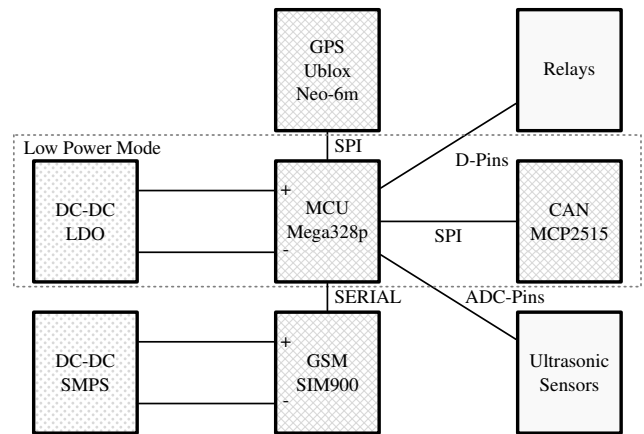 GPS
Ublox
Neo-6m
Relays
SPI
Low Power Mode
D-Pins
DC-DC
LDO
+
-
MCU
Mega328p
SPI
CAN
MCP2515
SERIAL
ADC-Pins
DC-DC
SMPS
+
-
GSM
SIM900
Ultrasonic
Sensors